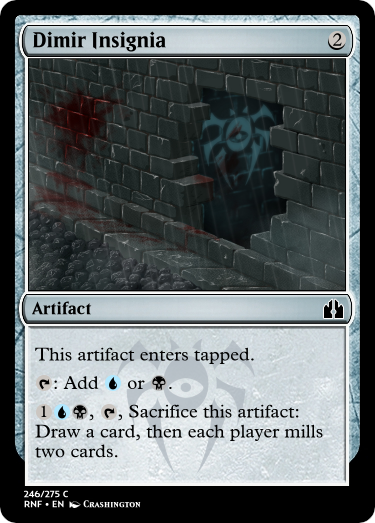 Dimir Insignia 2
Artifact
This artifact enters tapped.
: Add or .
1 , , Sacrifice this artifact:
Draw a card, then each player mills
two cards.
246/275 C
RNF • EN Crashington